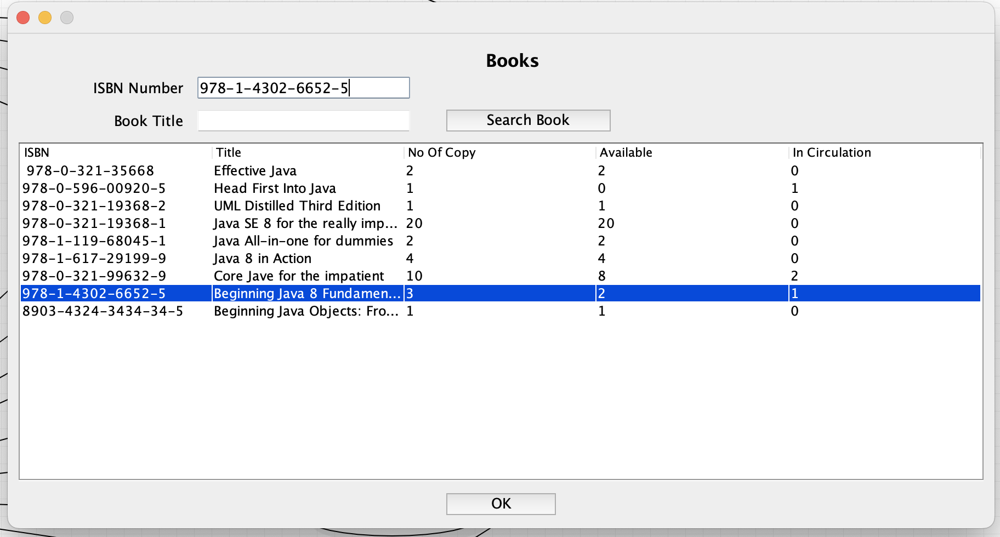 Books
ISBN Number 978-1-4302-6652-5
Book Title Search Book
ISBN Title No Of Copy Available In Circulation
978-0-321-35668 Effective Java 2 2 0
978-0-596-00920-5 Head First Into Java 1 0 1
978-0-321-19368-2 UML Distilled Third Edition 1 1 0
978-0-321-19368-1 Java SE 8 for the really imp... 20 20 0
978-1-119-68045-1 Java All-in-one for dummies 2 2 0
978-1-617-29199-9 Java 8 in Action 4 4 0
978-0-321-99632-9 Core Jave for the impatient 10 8 2
978-1-4302-6652-5 Beginning Java 8 Fundamen... 3 2 1
8903-4324-3434-34-5 Beginning Java Objects: Fro... 1 1 0
OK